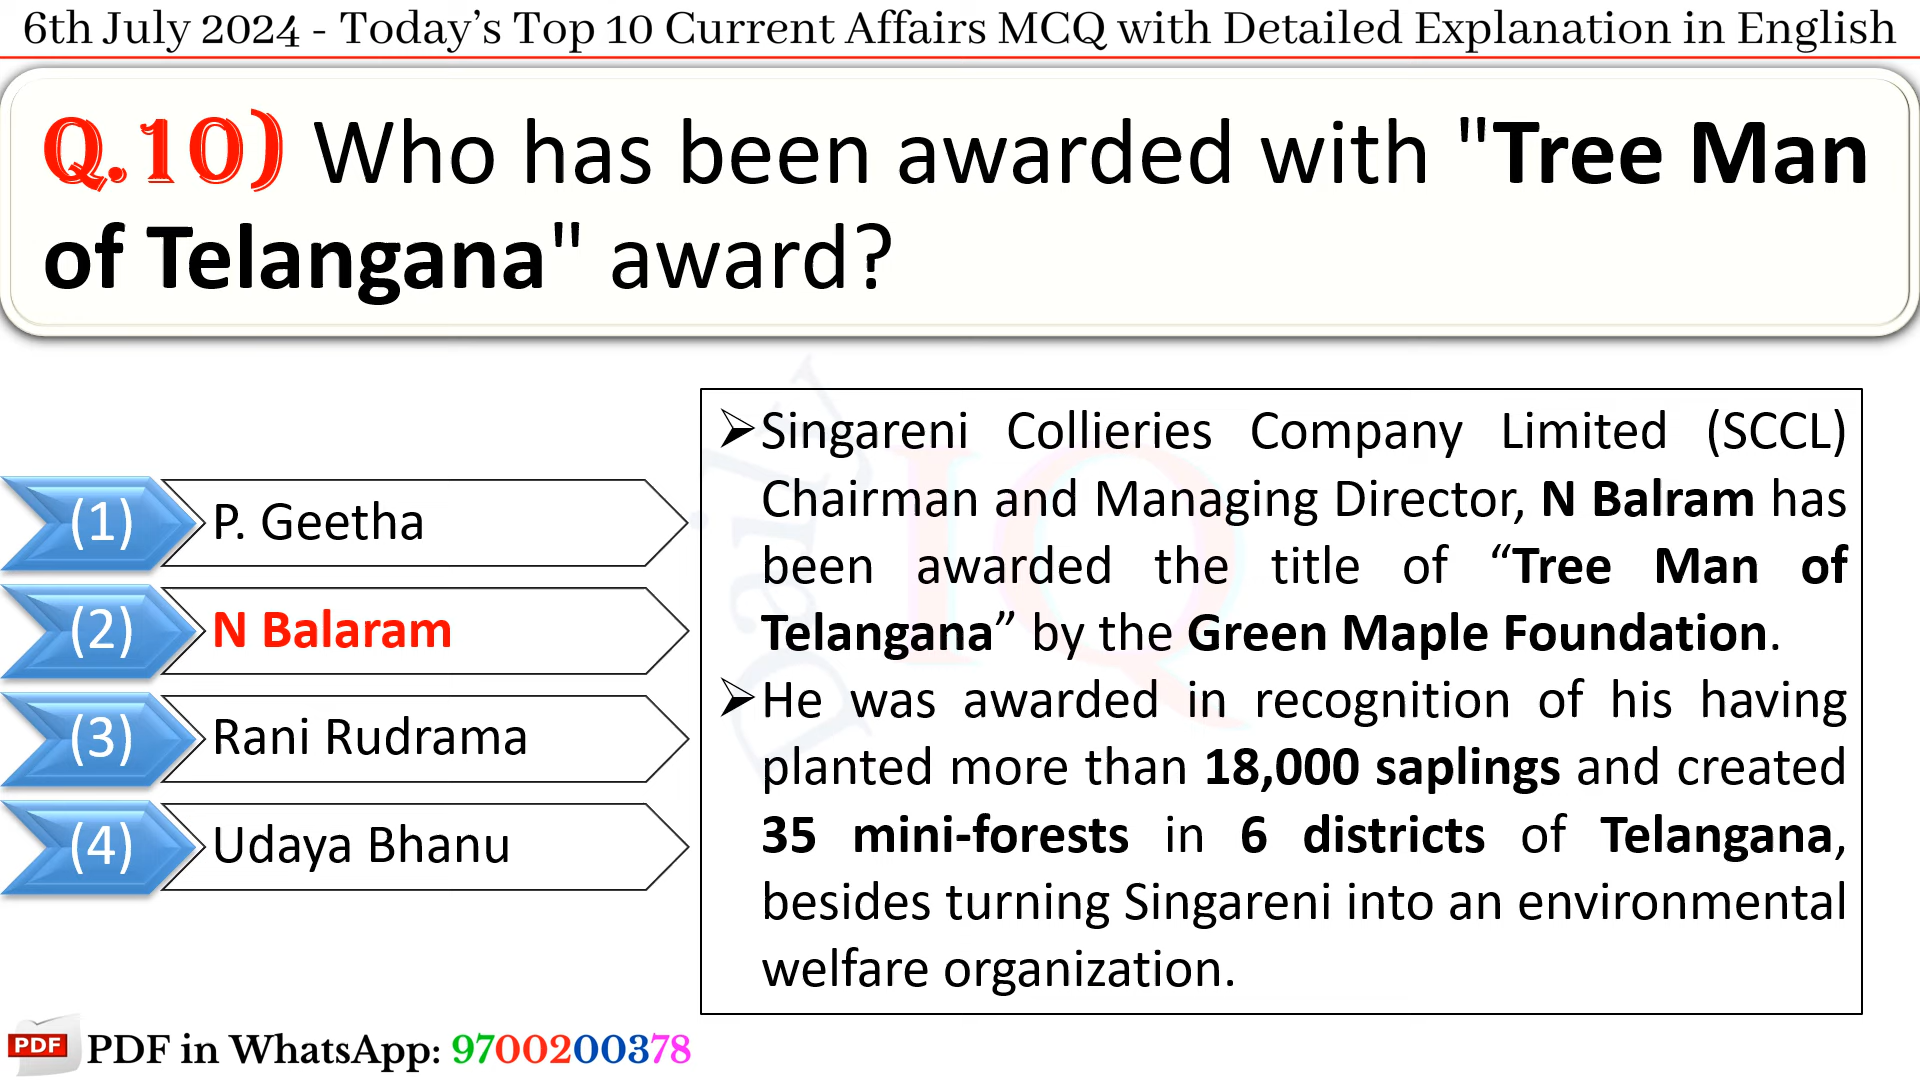 6th July 2024 - Today’s Top 10 Current Affairs MCQ with Detailed Explanation in English
Q.10) Who has been awarded with "Tree Man
of Telangana" award?
(1) P. Geetha
(2) N Balaram
(3) Rani Rudrama
(4) Udaya Bhanu
➢Singareni Collieries Company Limited (SCCL)
Chairman and Managing Director, N Balram has
been awarded the title of “Tree Man of
Telangana” by the Green Maple Foundation.
➢He was awarded in recognition of his having
planted more than 18,000 saplings and created
35 mini-forests in 6 districts of Telangana,
besides turning Singareni into an environmental
welfare organization.
Daily IQ
PDF PDF in WhatsApp: 9700200378